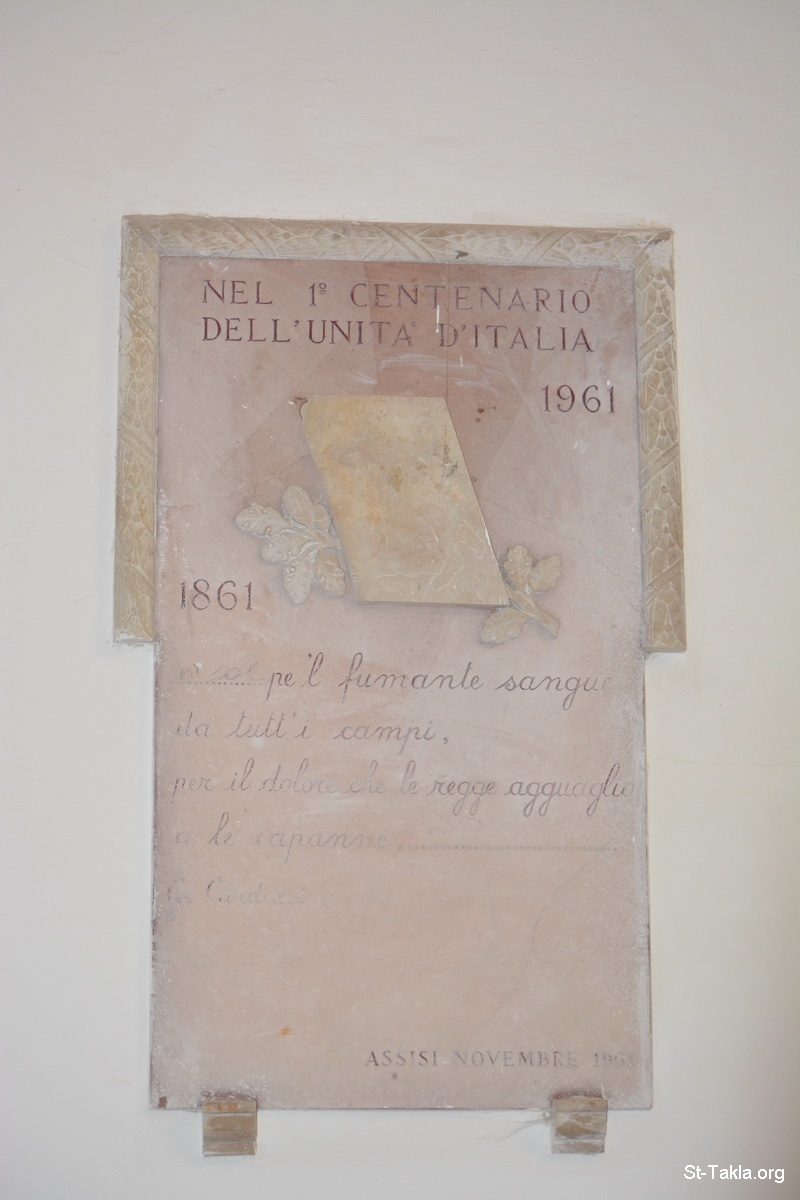 NEL 1º CENTENARIO
DELL'UNITA' D'ITALIA
1961
1861
pe'l fumante sangue
da tutt'i campi,
per il dolore che le regge agguaglia
a le capanne,
ASSISI NOVEMBRE 1961
St-Takla.org